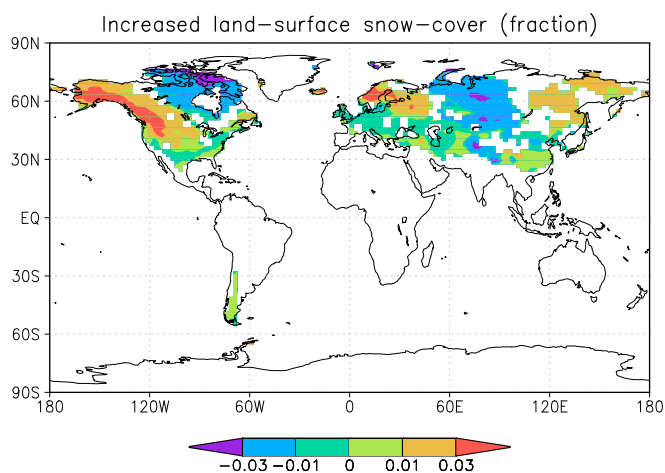 Increased land-surface snow-cover (fraction)
90N
60N
30N
EQ
30S
60S
90S
180 120W 60W 0 60E 120E 180
-0.03 -0.01 0 0.01 0.03